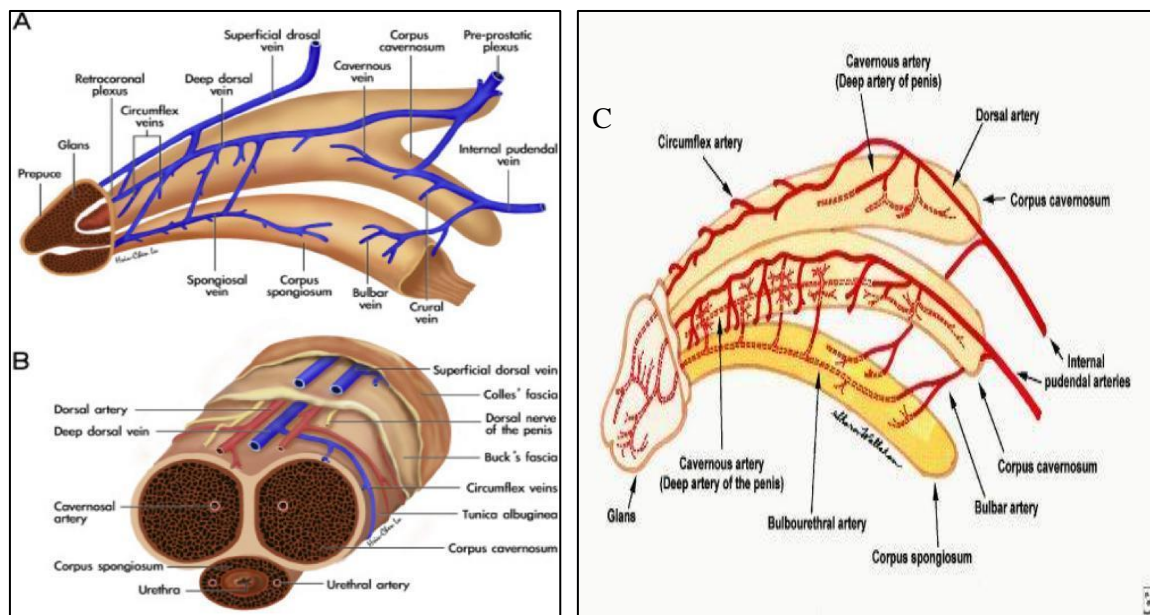 A
Superficial drosal
vein
Corpus
cavernosum
Pre-prostatic
plexus
Retrocoronal
plexus
Deep dorsal
vein
Cavernous
vein
Circumflex
veins
Glans
Prepuce
Internal pudendal
vein
Hsin-Chen Lu
Spongiosal
vein
Corpus
spongiosum
Bulbar
vein
Crural
vein
B
Superficial dorsal vein
Colles' fascia
Dorsal artery
Deep dorsal vein
Dorsal nerve
of the penis
Buck's fascia
Cavernosal
artery
Circumflex veins
Tunica albuginea
Corpus cavernosum
Corpus spongiosum
Urethra
Urethral artery
C
Cavernous artery
(Deep artery of penis)
Dorsal artery
Circumflex artery
Corpus cavernosum
Internal
pudendal arteries
Cavernous artery
(Deep artery of the penis)
Corpus cavernosum
Glans
Bulbar artery
Bulbourethral artery
Corpus spongiosum